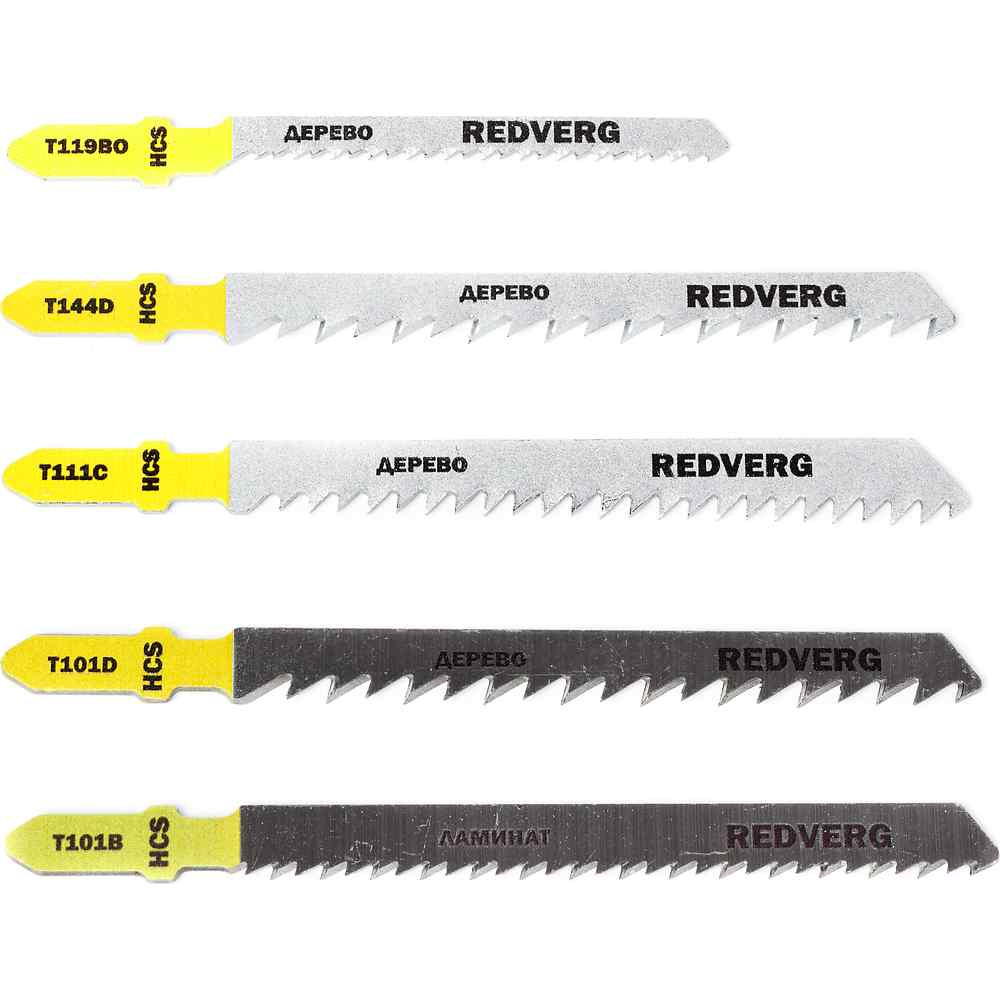 T119BO HCS ДЕРЕВО REDVERG
T144D HCS ДЕРЕВО REDVERG
T111C HCS ДЕРЕВО REDVERG
T101D HCS ДЕРЕВО REDVERG
T101B HCS ЛАМИНАТ REDVERG